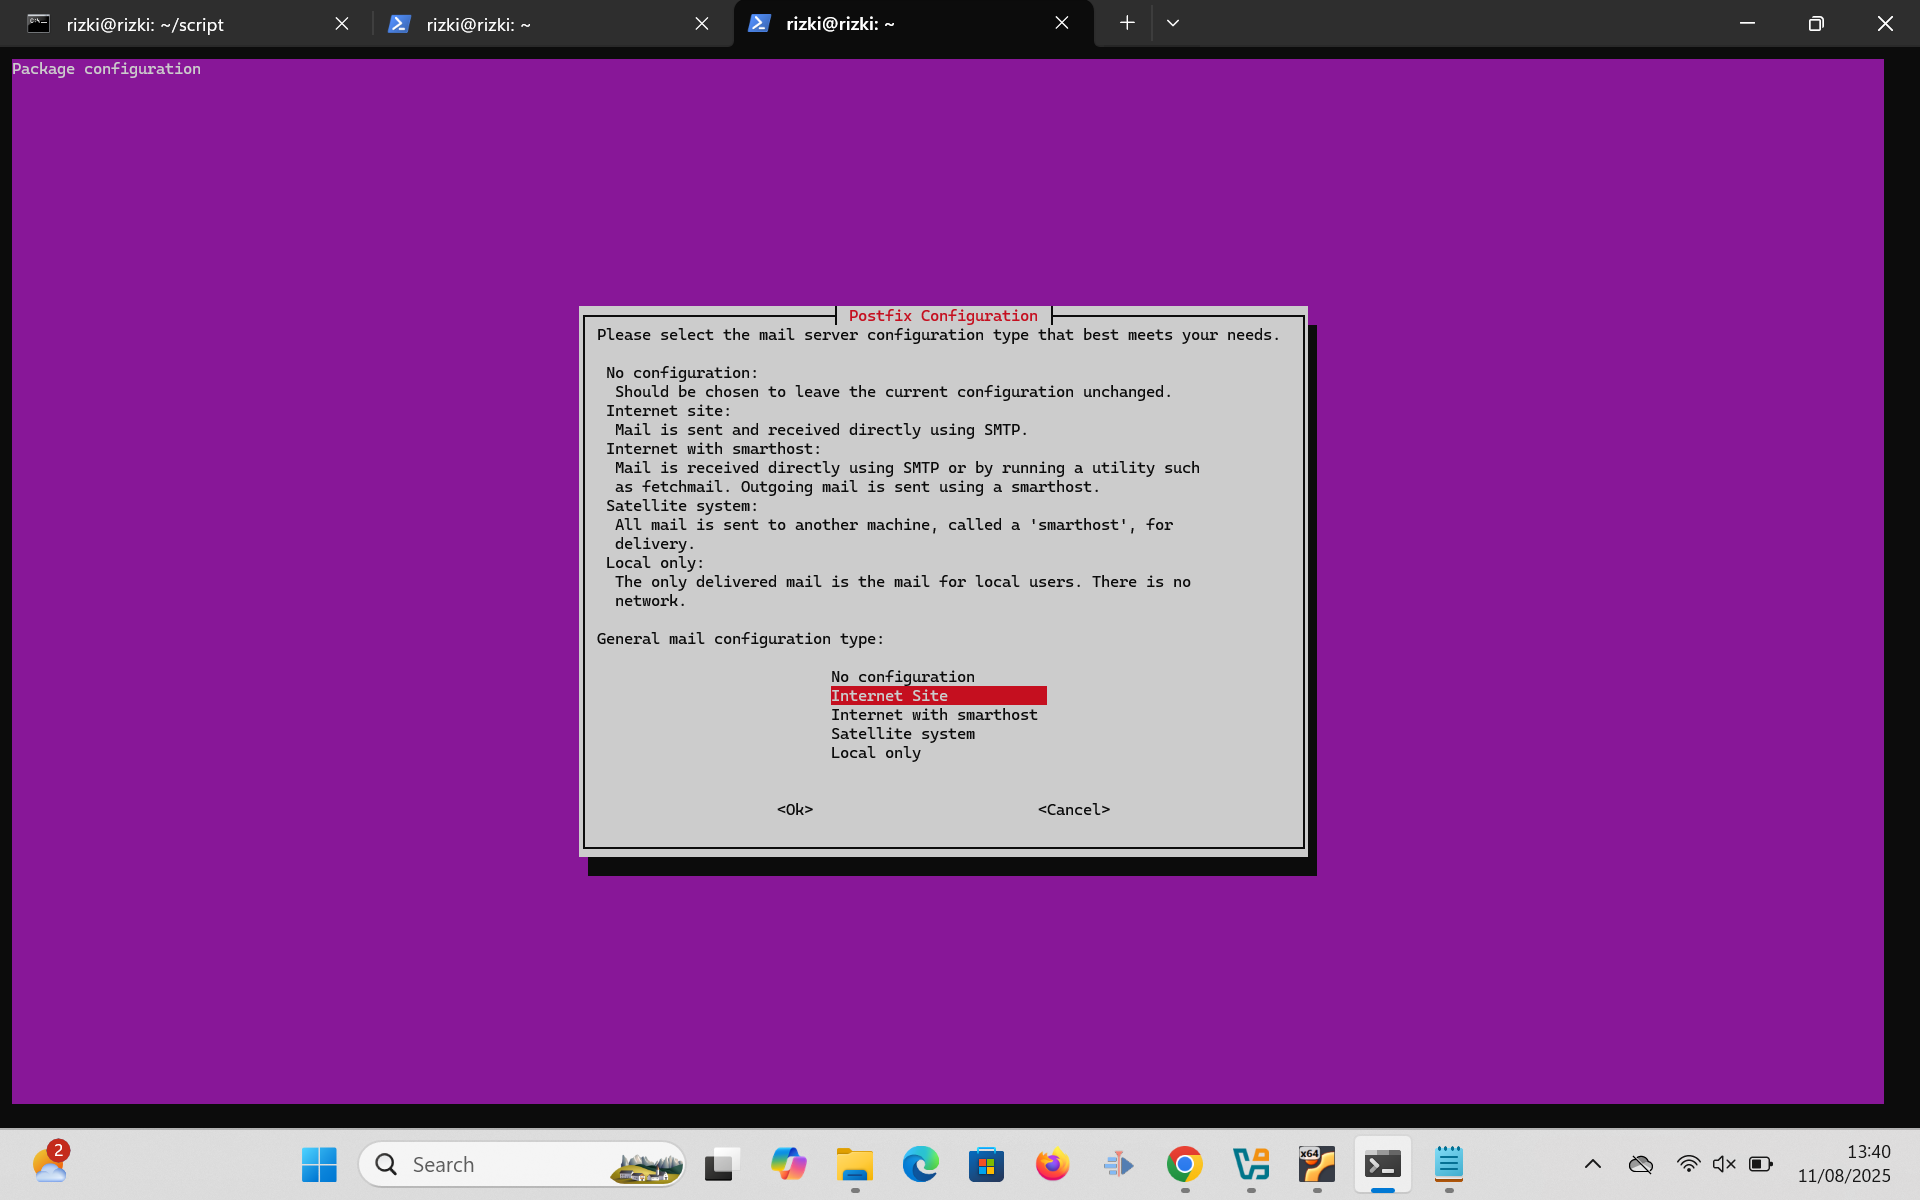 rizki@rizki: ~/script
rizki@rizki: ~
rizki@rizki: ~
Package configuration
Postfix Configuration
Please select the mail server configuration type that best meets your needs.
No configuration:
Should be chosen to leave the current configuration unchanged.
Internet site:
Mail is sent and received directly using SMTP.
Internet with smarthost:
Mail is received directly using SMTP or by running a utility such
as fetchmail. Outgoing mail is sent using a smarthost.
Satellite system:
All mail is sent to another machine, called a 'smarthost', for
delivery.
Local only:
The only delivered mail is the mail for local users. There is no
network.
General mail configuration type:
No configuration
Internet Site
Internet with smarthost
Satellite system
Local only
<Ok> <Cancel>
2
Search
x64
13:40
11/08/2025